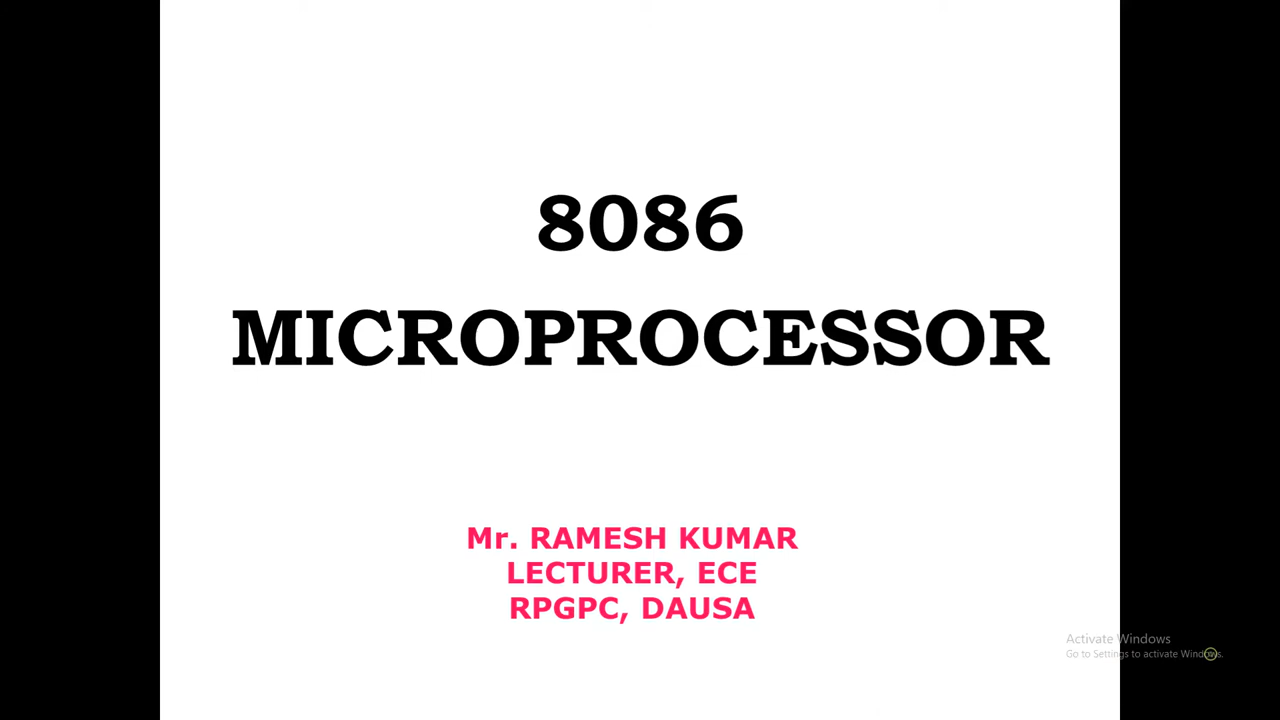 8086
MICROPROCESSOR
Mr. RAMESH KUMAR
LECTURER, ECE
RPGPC, DAUSA
Activate Windows
Go to Settings to activate Windows.